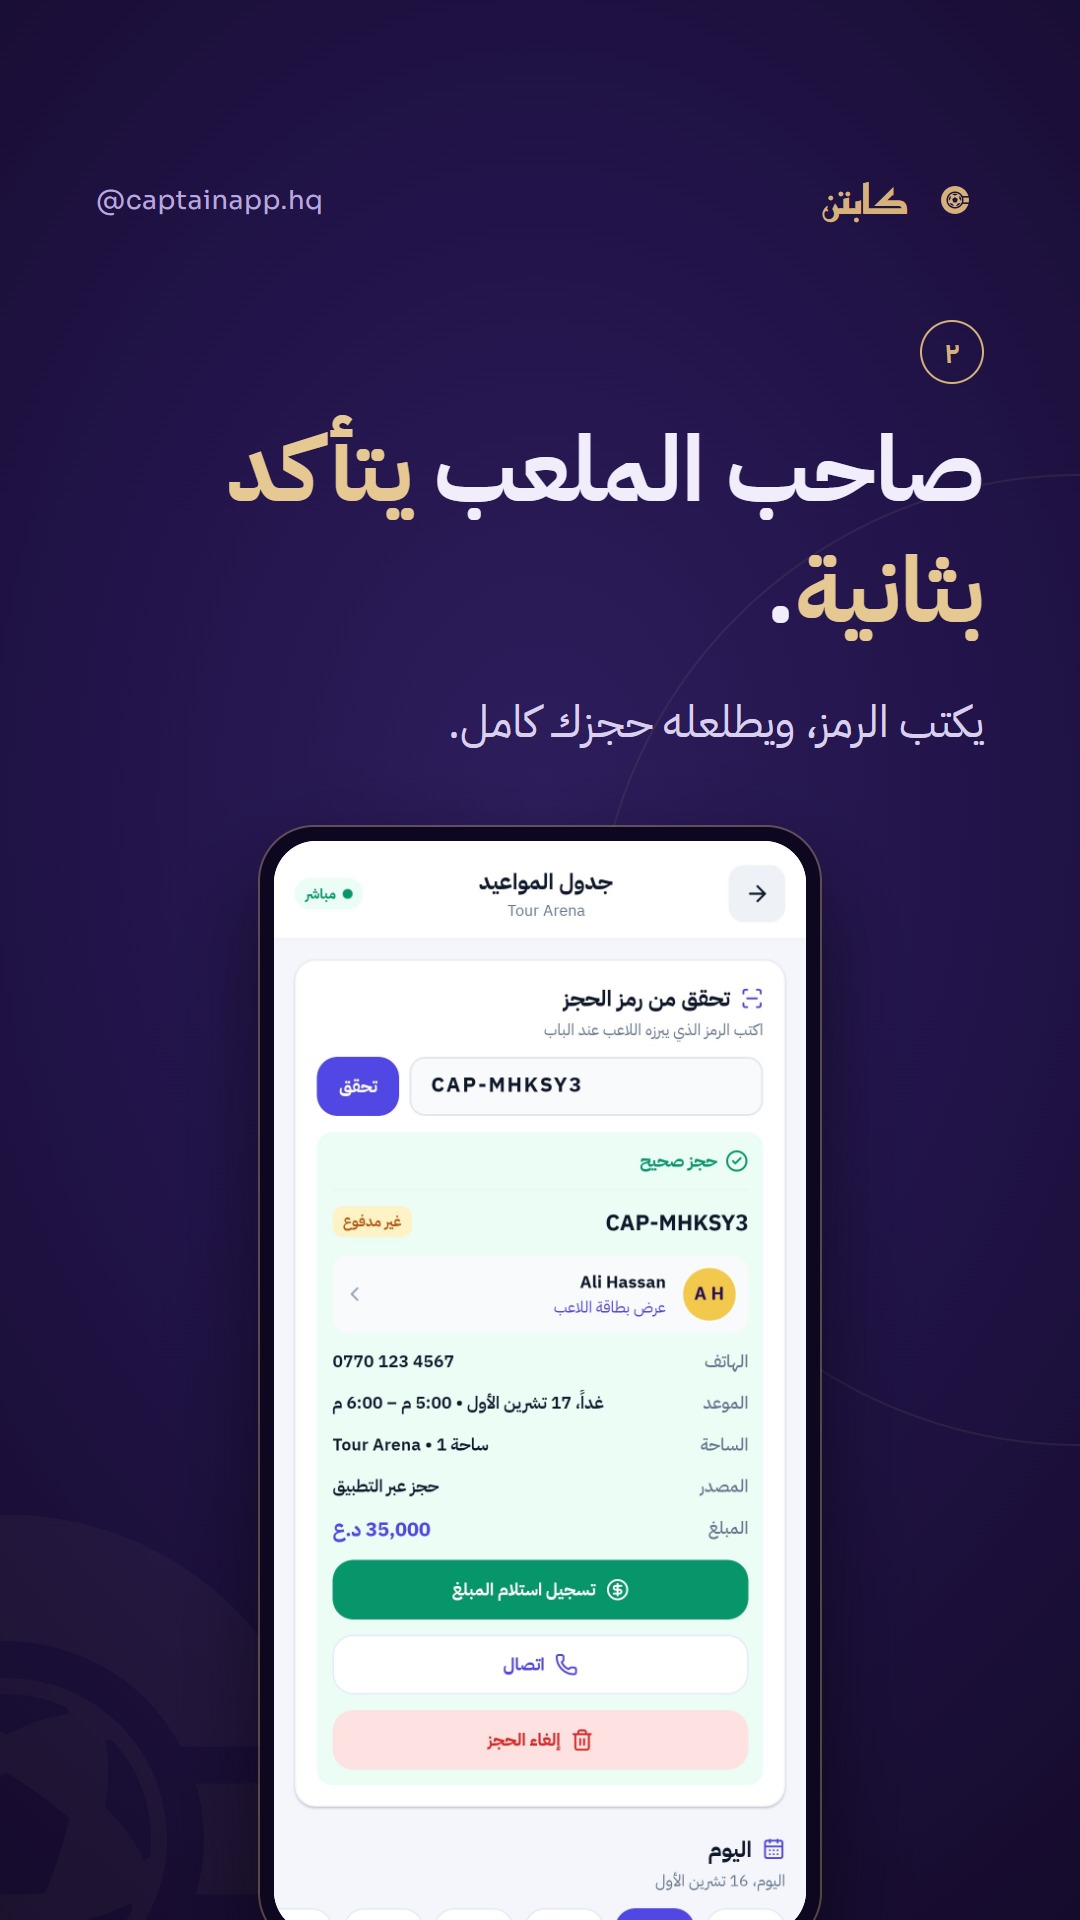 كابتن
@captainapp.hq
٢
صاحب الملعب يتأكد
بثانية.
يكتب الرمز، ويطلعله حجزك كامل.
جدول المواعيد
مباشر
Tour Arena
تحقق من رمز الحجز
اكتب الرمز الذي يبرزه اللاعب عند الباب
CAP-MHKSY3
تحقق
حجز صحيح
CAP-MHKSY3
غير مدفوع
A H
Ali Hassan
عرض بطاقة اللاعب
الهاتف 0770 123 4567
الموعد غداً، 17 تشرين الأول • 5:00 م – 6:00 م
الساحة ساحة 1 • Tour Arena
المصدر حجز عبر التطبيق
المبلغ 35,000 د.ع
تسجيل استلام المبلغ
اتصال
إلغاء الحجز
اليوم
اليوم، 16 تشرين الأول